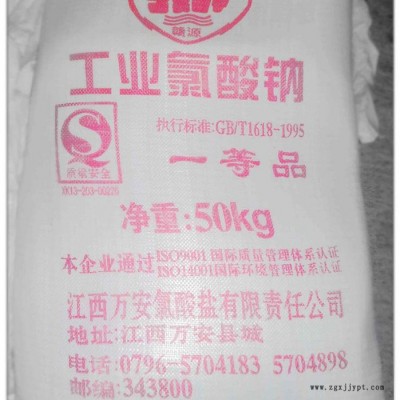 赣源
工业氯酸钠
执行标准:GB/T1618-1995
质量安全
一等品
净重:50kg
本企业通过ISO9001国际质量管理体系认证
ISO14001国际环境管理体系认证
江西万安氯酸盐有限责任公司
地址:江西万安县城
电话:0796-5704183 5704898
邮编:343800
www.zgxjjypt.com